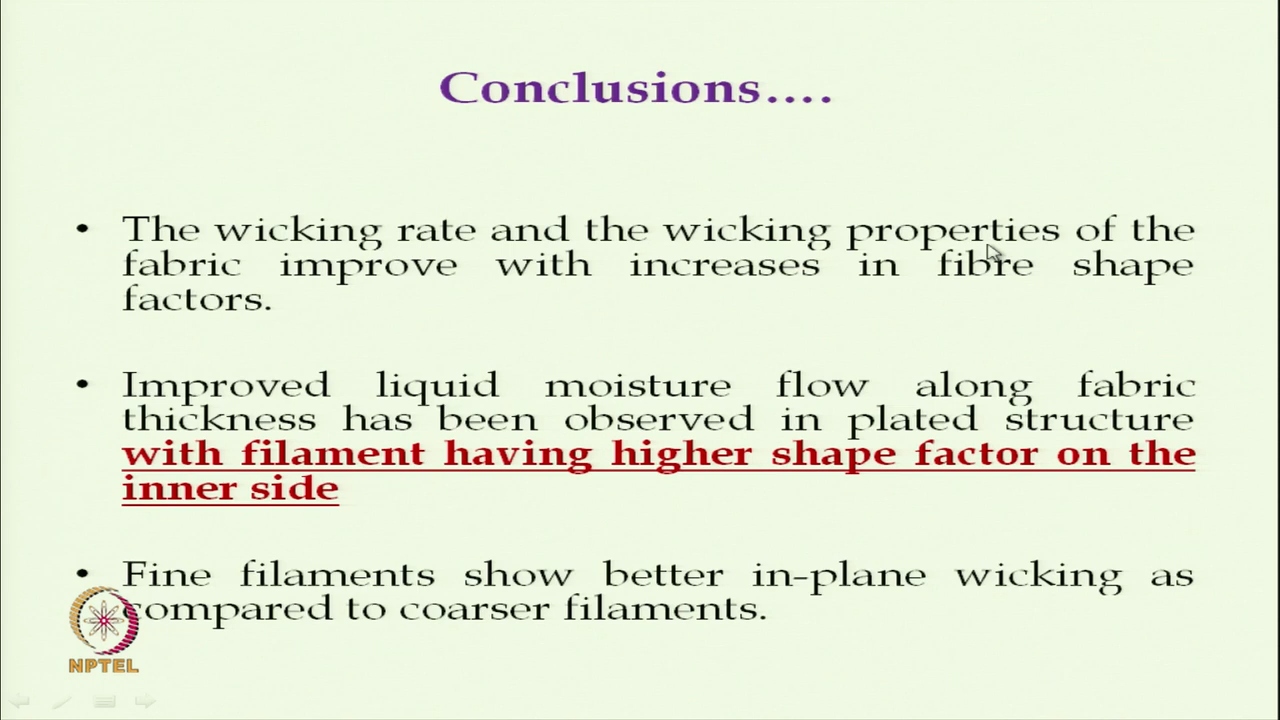 Conclusions....
• The wicking rate and the wicking properties of the
fabric improve with increases in fibre shape
factors.
• Improved liquid moisture flow along fabric
thickness has been observed in plated structure
with filament having higher shape factor on the
inner side
• Fine filaments show better in-plane wicking as
compared to coarser filaments.
NPTEL